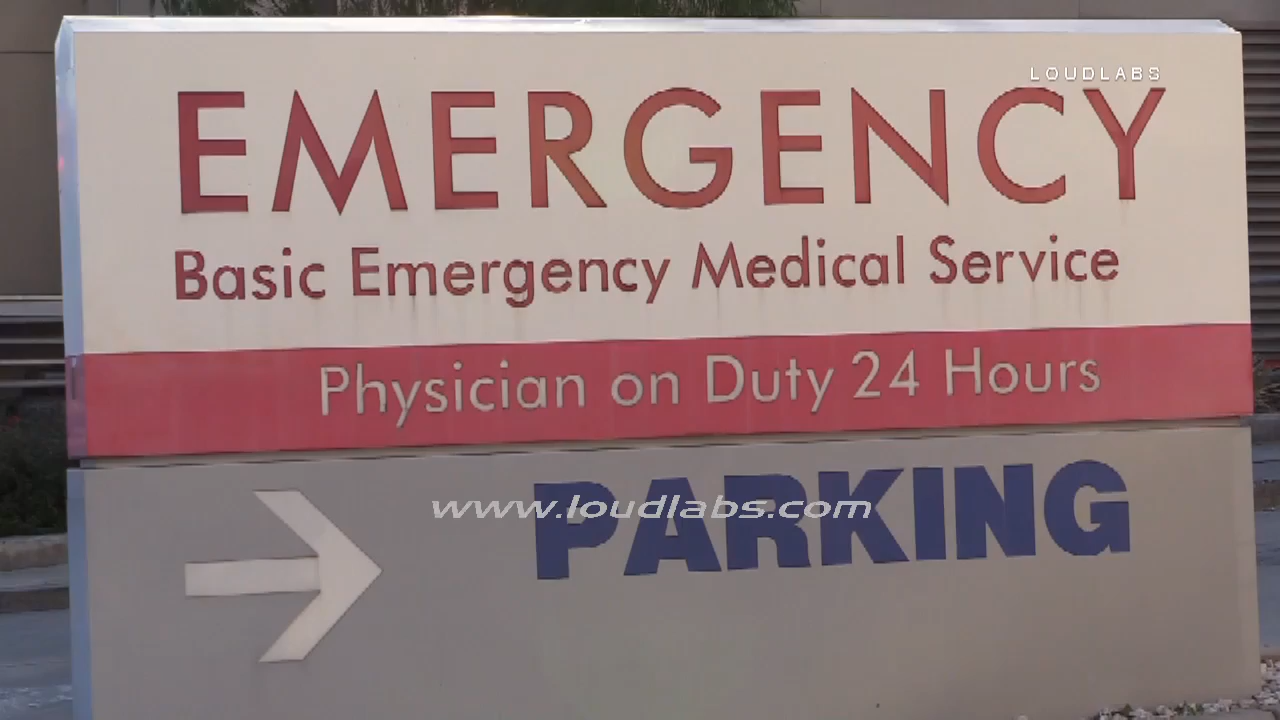 LOUDLABS
EMERGENCY
Basic Emergency Medical Service
Physician on Duty 24 Hours
PARKING
www.loudlabs.com